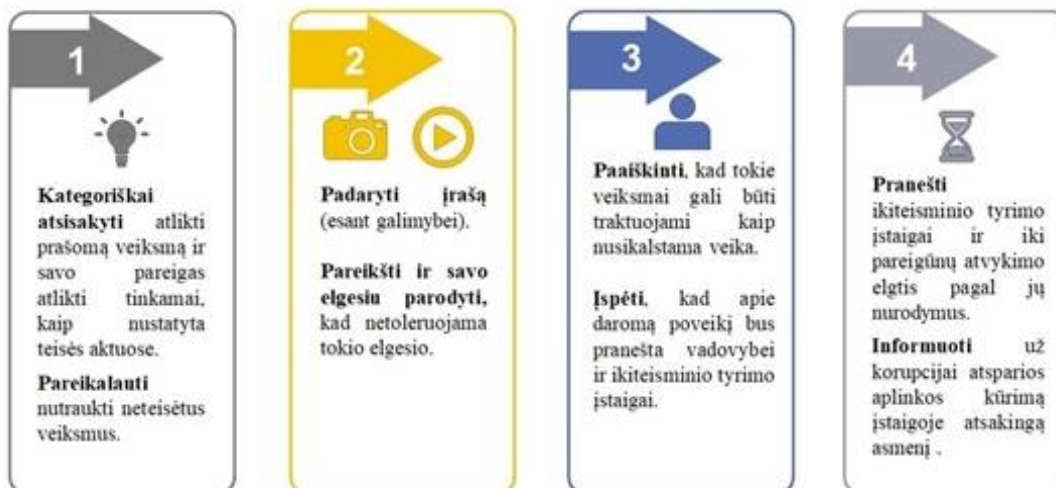 1
Kategoriškai
atsisakyti atlikti
prašomą veiksmą ir
savo pareigas
atlikti tinkamai,
kaip nustatyta
teisės aktuose.
Pareikalauti
nutraukti neteisėtus
veiksmus.
2
Padaryti įrašą
(esant galimybei).
Pareikšti ir savo
elgesiu parodyti,
kad netoleruojama
tokio elgesio.
3
Paaiškinti, kad tokie
veiksmai gali būti
traktuojami kaip
nusikalstama veika.
Įspėti, kad apie
daromą poveikį bus
pranešta vadovybei
ir ikiteisminio tyrimo
įstaigai.
4
Pranešti
ikiteisminio tyrimo
įstaigai ir iki
pareigūnų atvykimo
elgtis pagal jų
nurodymus.
Informuoti už
korupcijai atsparios
aplinkos kūrimą
įstaigoje atsakingą
asmenį .